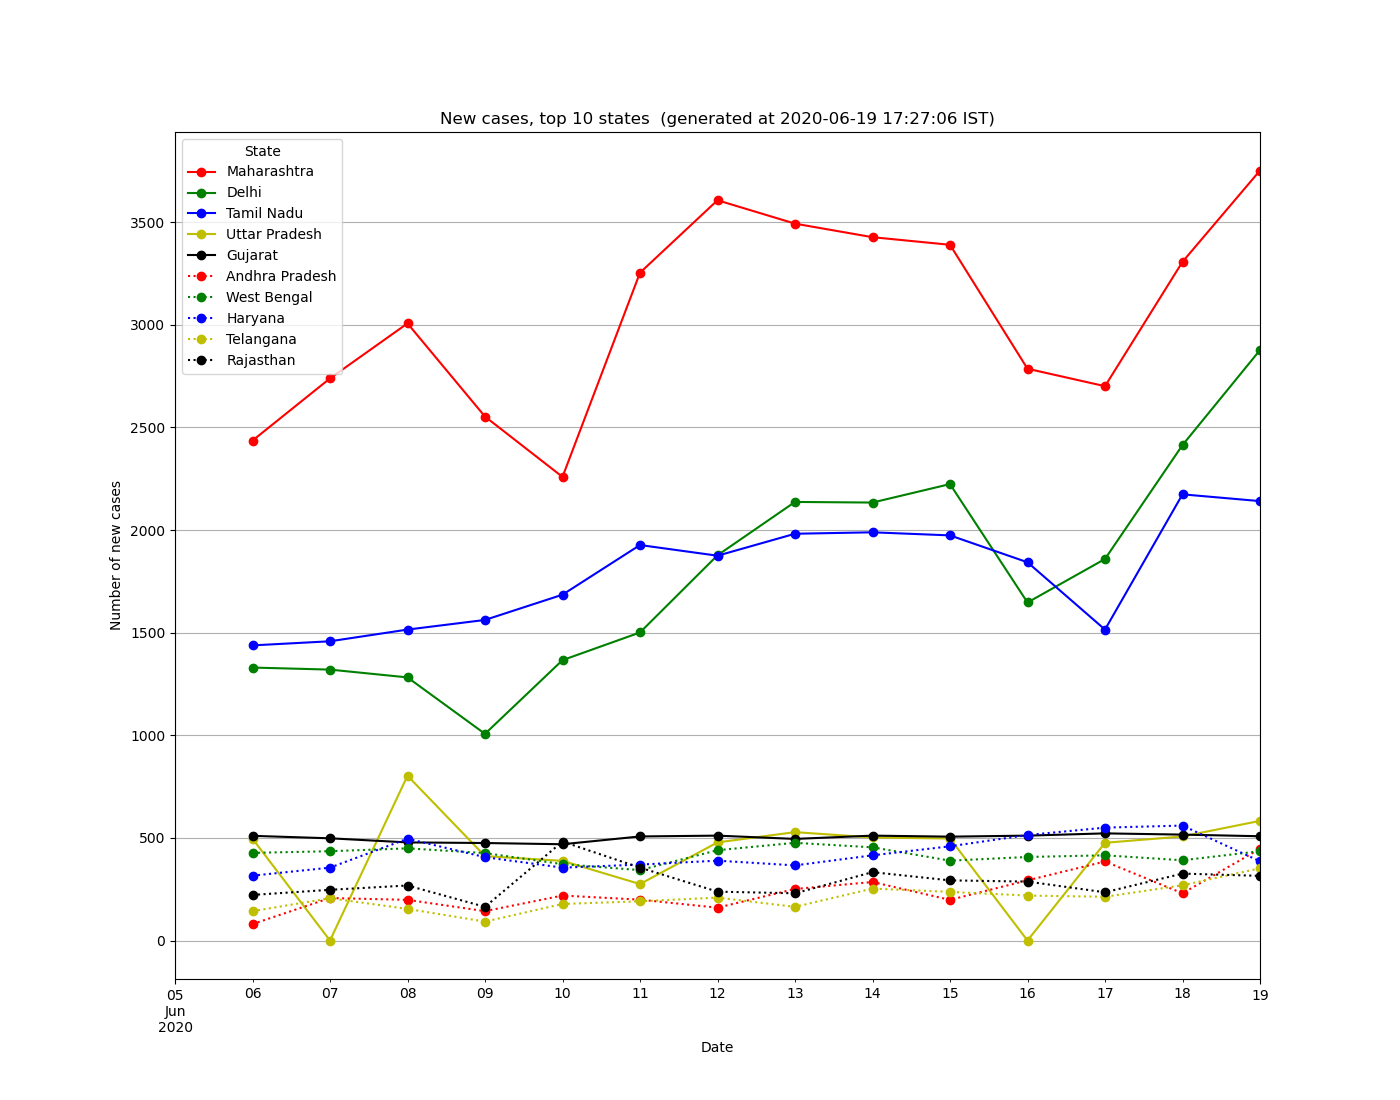 New cases, top 10 states  (generated at 2020-06-19 17:27:06 IST)
State
Maharashtra
Delhi
Tamil Nadu
Uttar Pradesh
Gujarat
Andhra Pradesh
West Bengal
Haryana
Telangana
Rajasthan
Number of new cases
3500
3000
2500
2000
1500
1000
500
0
05 06 07 08 09 10 11 12 13 14 15 16 17 18 19
Jun
2020
Date